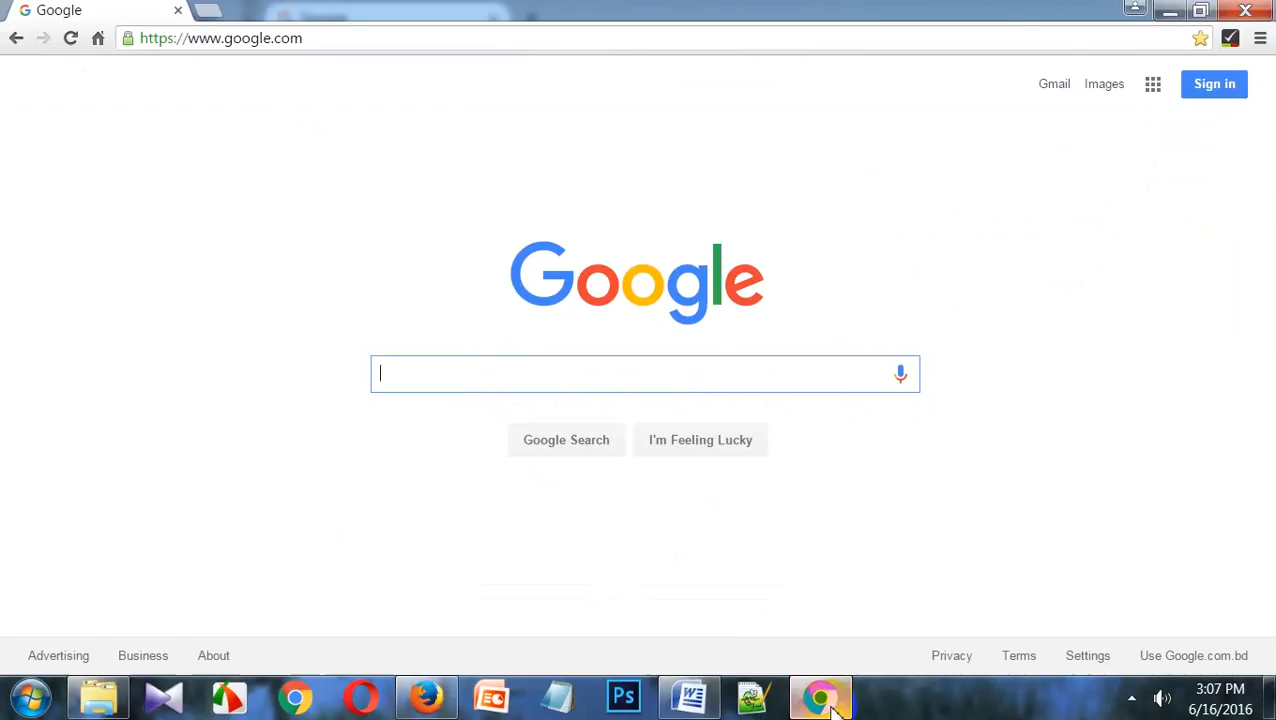 Google
https://www.google.com
Gmail Images Sign in
Google
Google Search I'm Feeling Lucky
Advertising Business About Privacy Terms Settings Use Google.com.bd
Ps
3:07 PM
6/16/2016